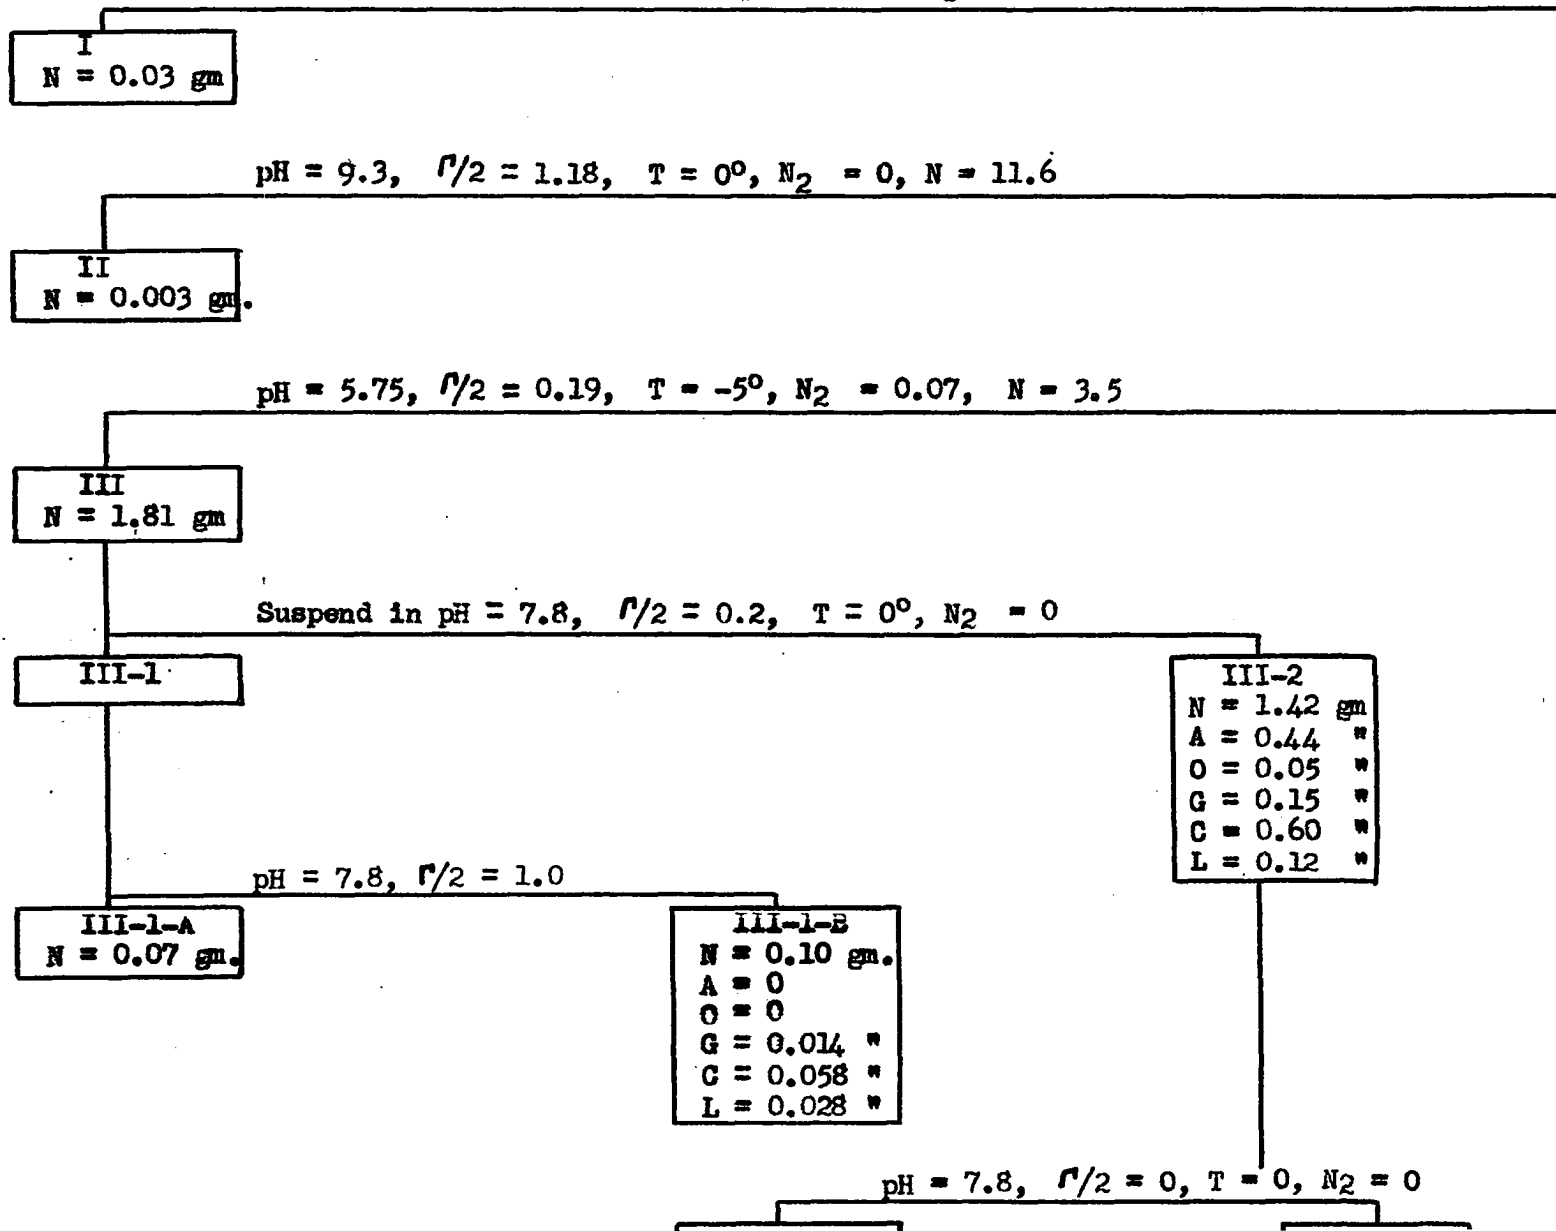 I
N = 0.03 gm
pH = 9.3, Γ/2 = 1.18, T = 0°, N2 = 0, N = 11.6
II
N = 0.003 gm.
pH = 5.75, Γ/2 = 0.19, T = -5°, N2 = 0.07, N = 3.5
III
N = 1.81 gm
Suspend in pH = 7.8, Γ/2 = 0.2, T = 0°, N2 = 0
III-1
III-2
N = 1.42 gm
A = 0.44 "
O = 0.05 "
G = 0.15 "
C = 0.60 "
L = 0.12 "
pH = 7.8, Γ/2 = 1.0
III-1-A
N = 0.07 gm.
III-1-B
N = 0.10 gm.
A = 0
O = 0
G = 0.014 "
C = 0.058 "
L = 0.028 "
pH = 7.8, Γ/2 = 0, T = 0, N2 = 0